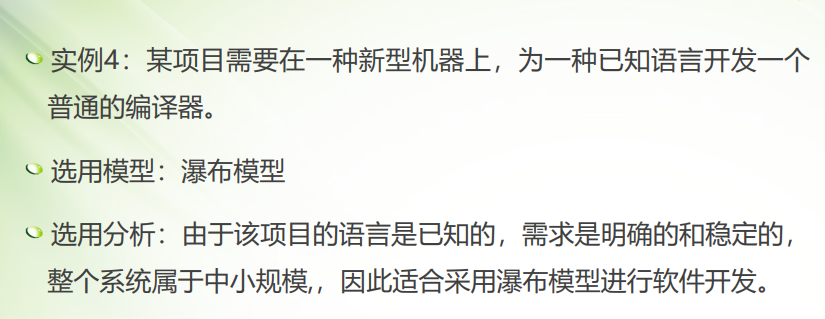 实例4：某项目需要在一种新型机器上，为一种已知语言开发一个
普通的编译器。
选用模型：瀑布模型
选用分析：由于该项目的语言是已知的，需求是明确的和稳定的，
整个系统属于中小规模,，因此适合采用瀑布模型进行软件开发。